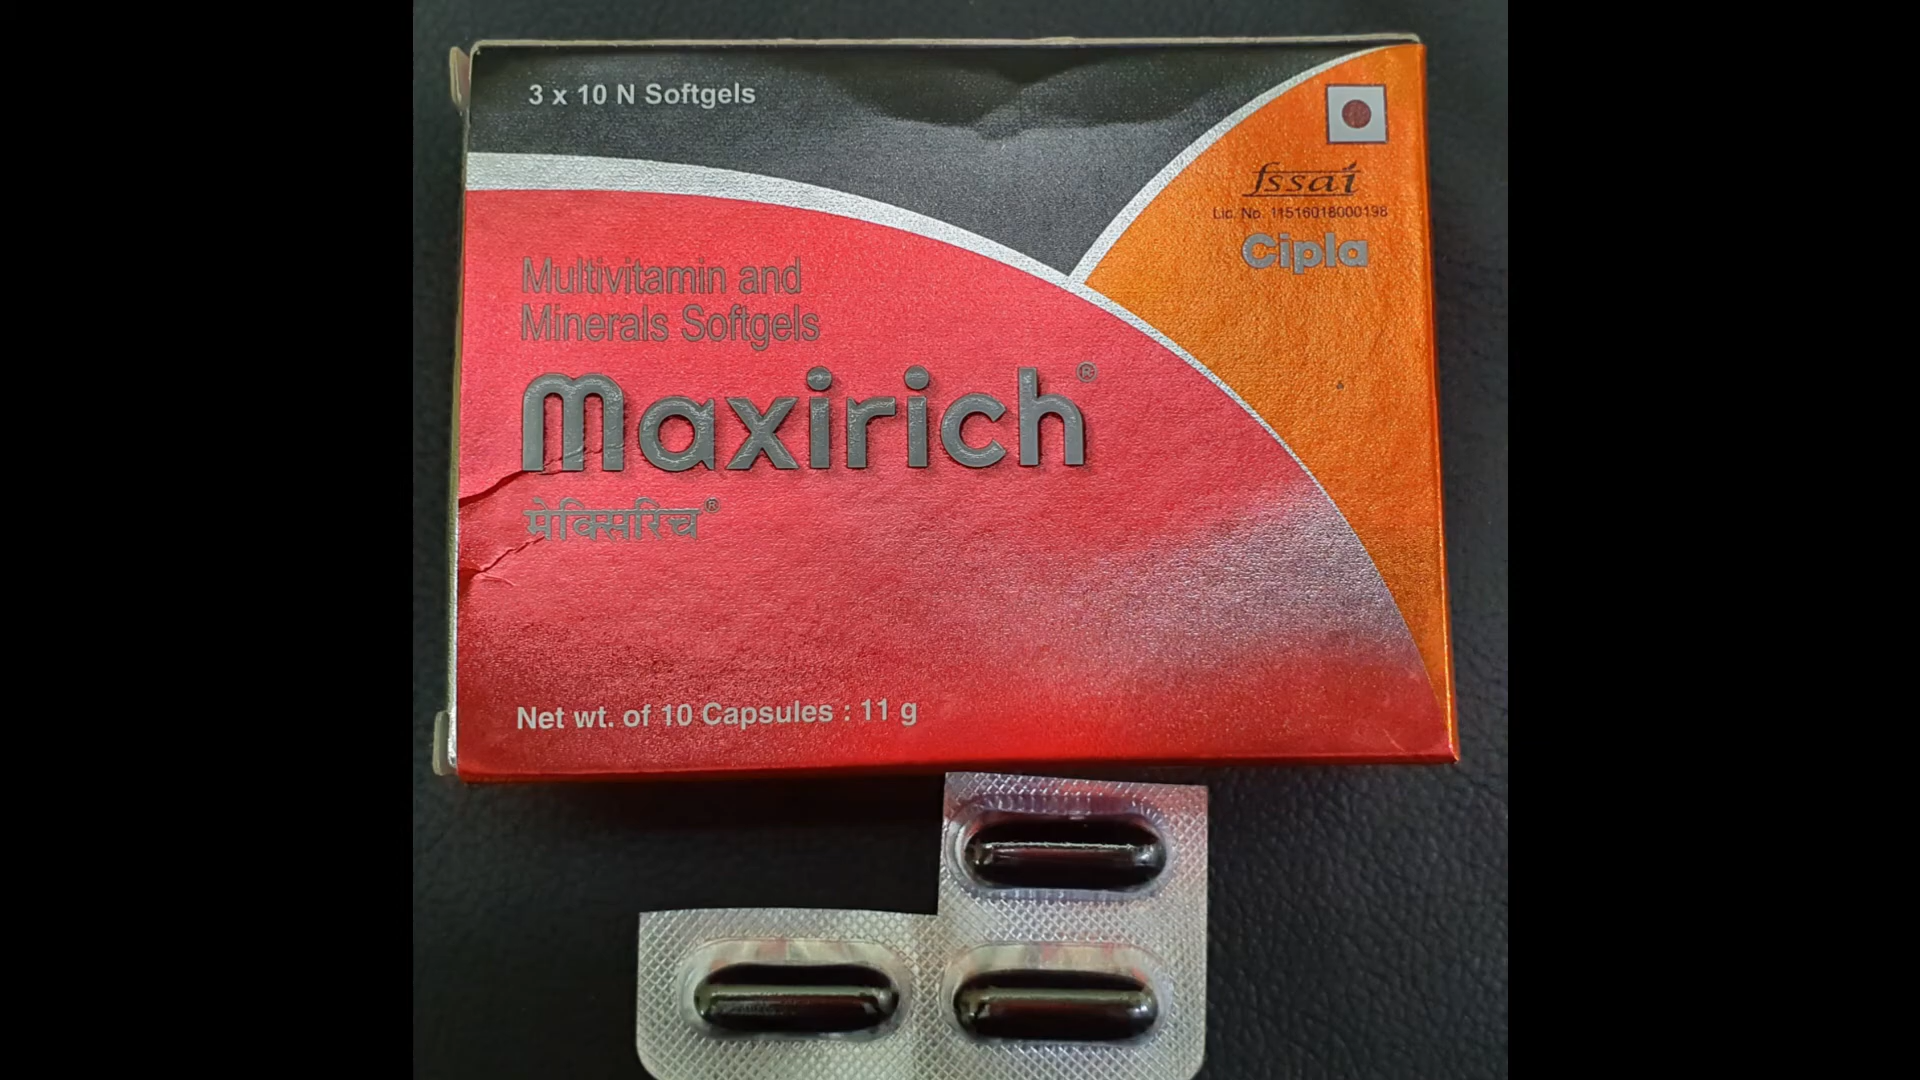 3 x 10 N Softgels
fssai
Lic. No. 11516018000198
Cipla
Multivitamin and
Minerals Softgels
Maxirich®
मेक्सिरिच®
Net wt. of 10 Capsules : 11 g